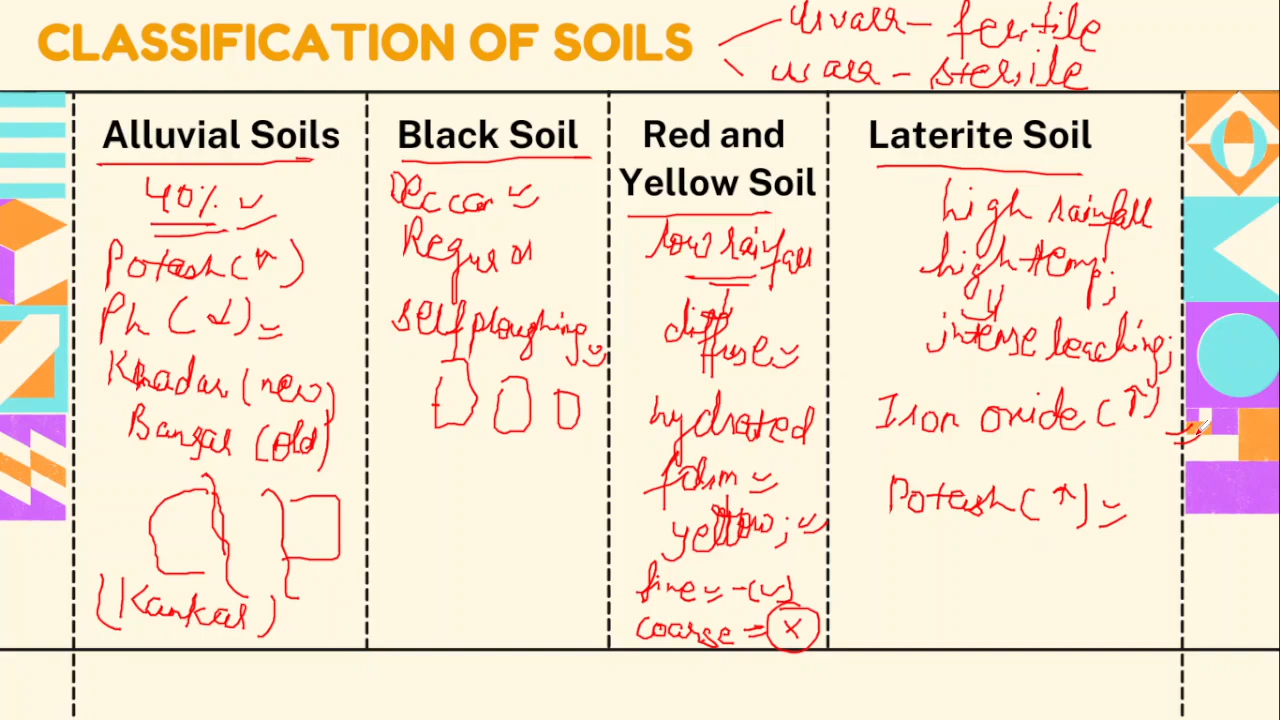 CLASSIFICATION OF SOILS
Urvara - fertile
Usara - sterile
Alluvial Soils
40%
Potash (↑)
Ph (↓)
Khadar (new)
Bangar (old)
(Kankar)
Black Soil
Deccan
Regur
self ploughing
Red and
Yellow Soil
low rainfall
diffuse
hydrated
form
yellow;
fine - (✓)
coarse - X
Laterite Soil
high rainfall
high temp;
intense leaching;
Iron oxide (↑)
Potash (↑)